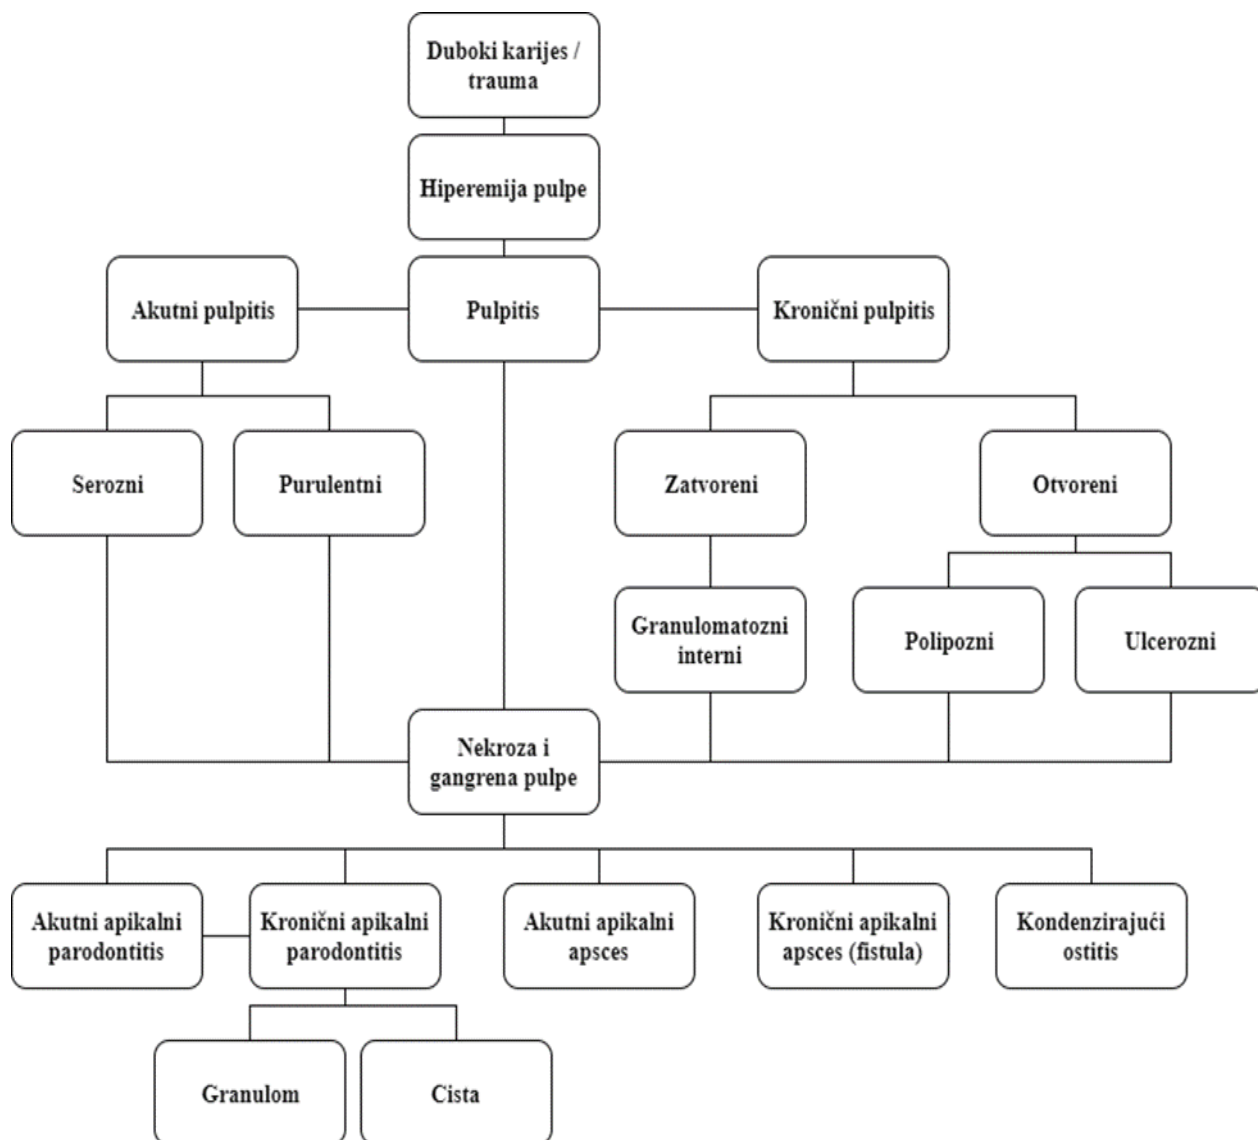 Duboki karijes /
trauma
Hiperemija pulpe
Akutni pulpitis
Pulpitis
Kronični pulpitis
Serozni
Purulentni
Zatvoreni
Otvoreni
Granulomatozni
interni
Polipozni
Ulcerozni
Nekroza i
gangrena pulpe
Akutni apikalni
parodontitis
Kronični apikalni
parodontitis
Akutni apikalni
apsces
Kronični apikalni
apsces (fistula)
Kondenzirajući
ostitis
Granulom
Cista